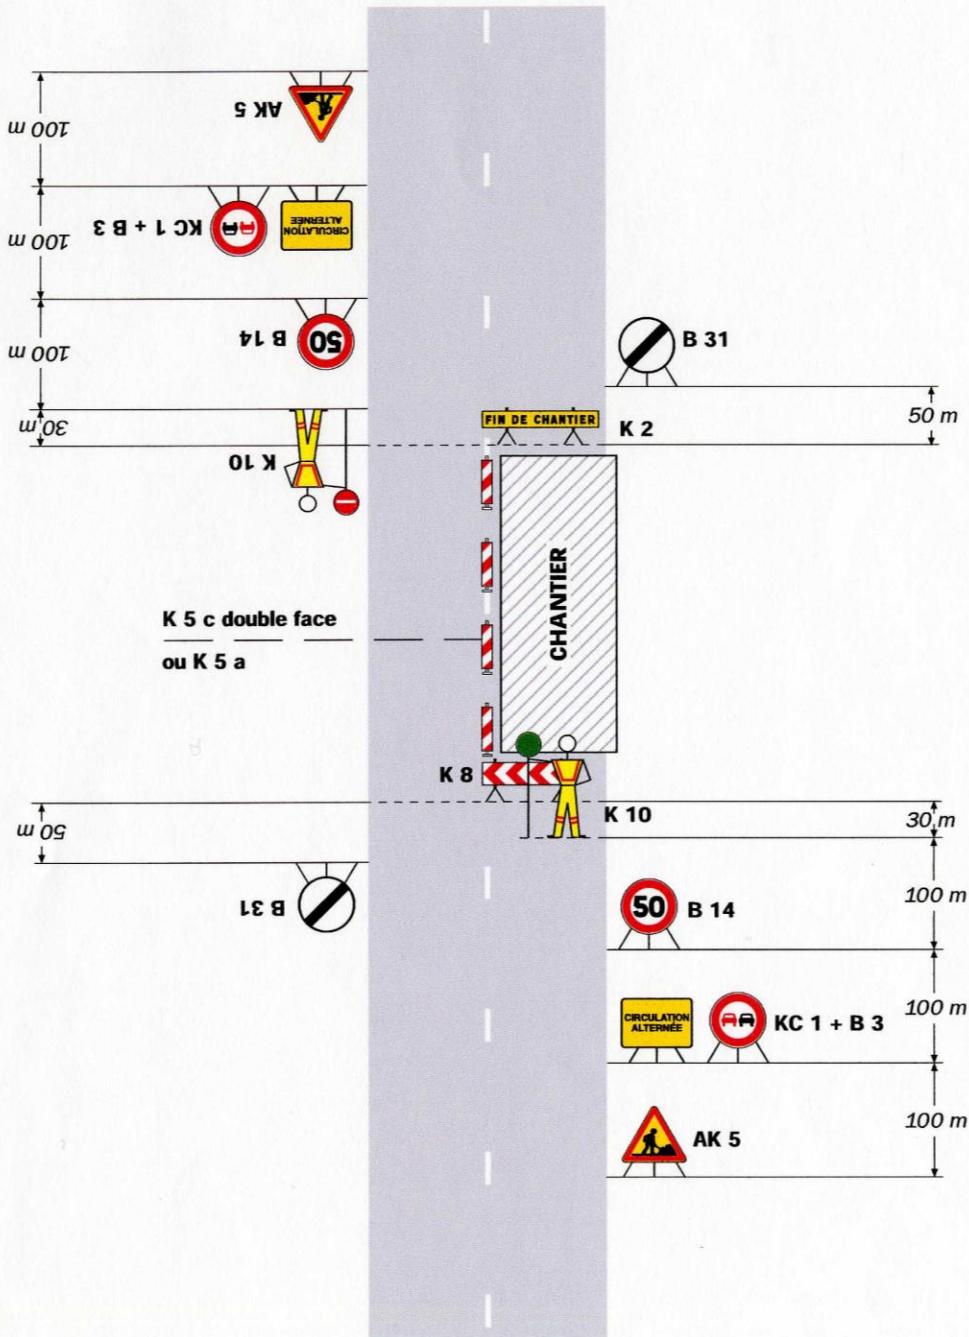 100 m
AK 5
100 m
KC 1 + B 3
CIRCULATION
ALTERNÉE
100 m
B 14
50
B 31
30 m
FIN DE CHANTIER
K 2
50 m
K 10
CHANTIER
K 5 c double face
ou K 5 a
K 8
K 10
30 m
50 m
B 31
50
B 14
100 m
CIRCULATION
ALTERNÉE
KC 1 + B 3
100 m
AK 5
100 m